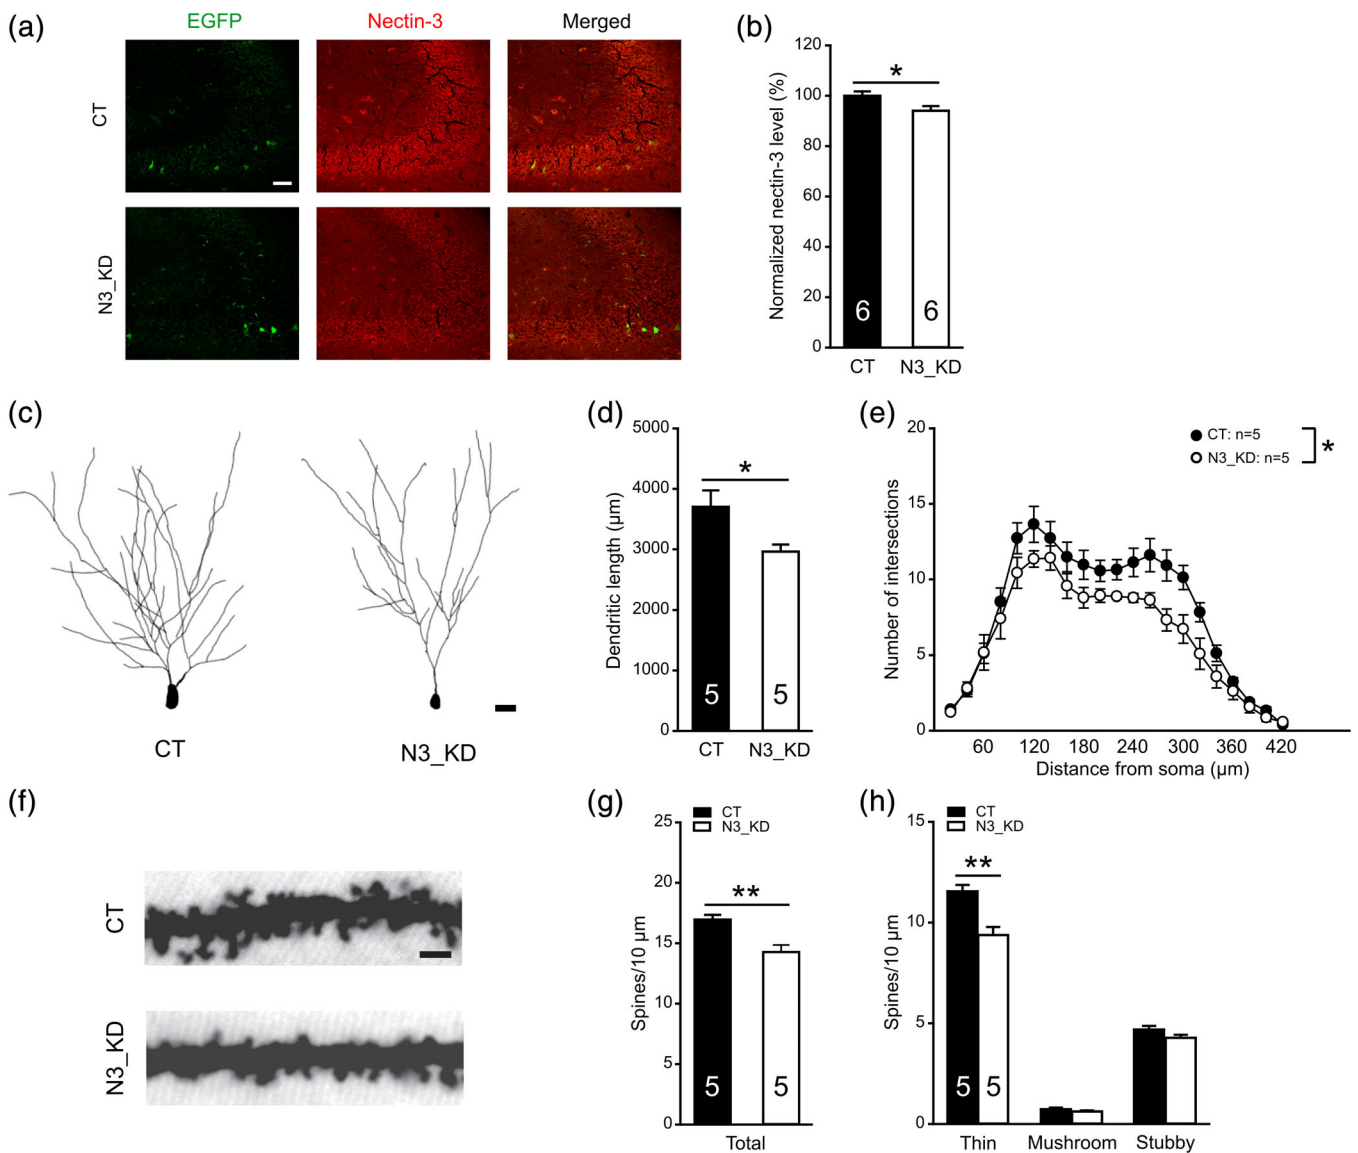 (a)
EGFP
Nectin-3
Merged
CT
N3_KD
(b)
Normalized nectin-3 level (%)
120
100
80
60
40
20
0
*
6
6
CT
N3_KD
(c)
CT
N3_KD
(d)
Dendritic length (µm)
5000
4000
3000
2000
1000
0
*
5
5
CT
N3_KD
(e)
Number of intersections
20
15
10
5
0
CT: n=5
N3_KD: n=5
*
60 120 180 240 300 360 420
Distance from soma (µm)
(f)
CT
N3_KD
(g)
CT
N3_KD
Spines/10 µm
25
20
15
10
5
0
**
5
5
Total
(h)
CT
N3_KD
Spines/10 µm
15
10
5
0
**
5
5
Thin
Mushroom
Stubby